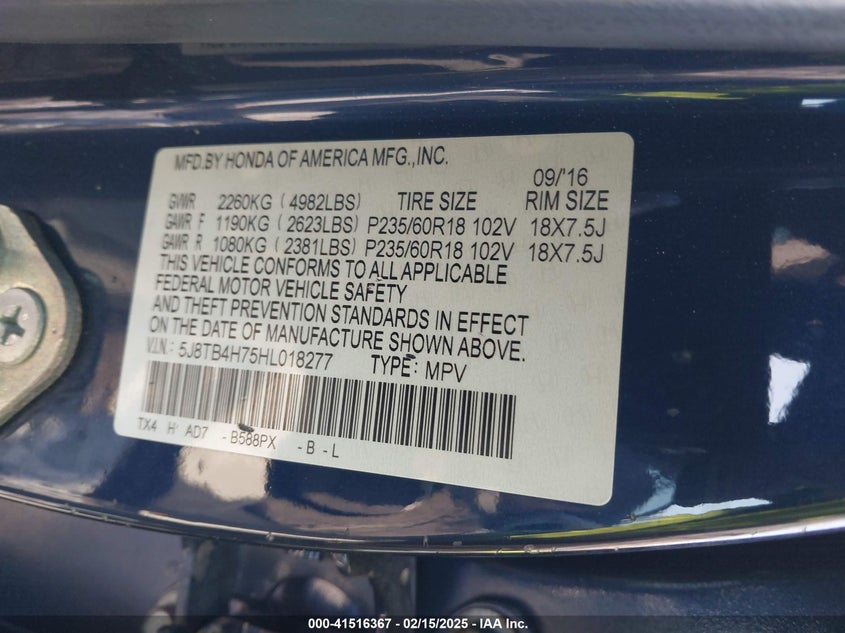 MFD.BY HONDA OF AMERICA MFG.,INC.
09/'16
GVWR 2260KG ( 4982LBS) TIRE SIZE RIM SIZE
GAWR F 1190KG ( 2623LBS) P235/60R18 102V 18X7.5J
GAWR R 1080KG ( 2381LBS) P235/60R18 102V 18X7.5J
THIS VEHICLE CONFORMS TO ALL APPLICABLE
FEDERAL MOTOR VEHICLE SAFETY
AND THEFT PREVENTION STANDARDS IN EFFECT
ON THE DATE OF MANUFACTURE SHOWN ABOVE.
V.I.N.: 5J8TB4H75HL018277 TYPE: MPV
TX4 AD7 - B588PX - B - L
000-41516367 - 02/15/2025 - IAAI.COM